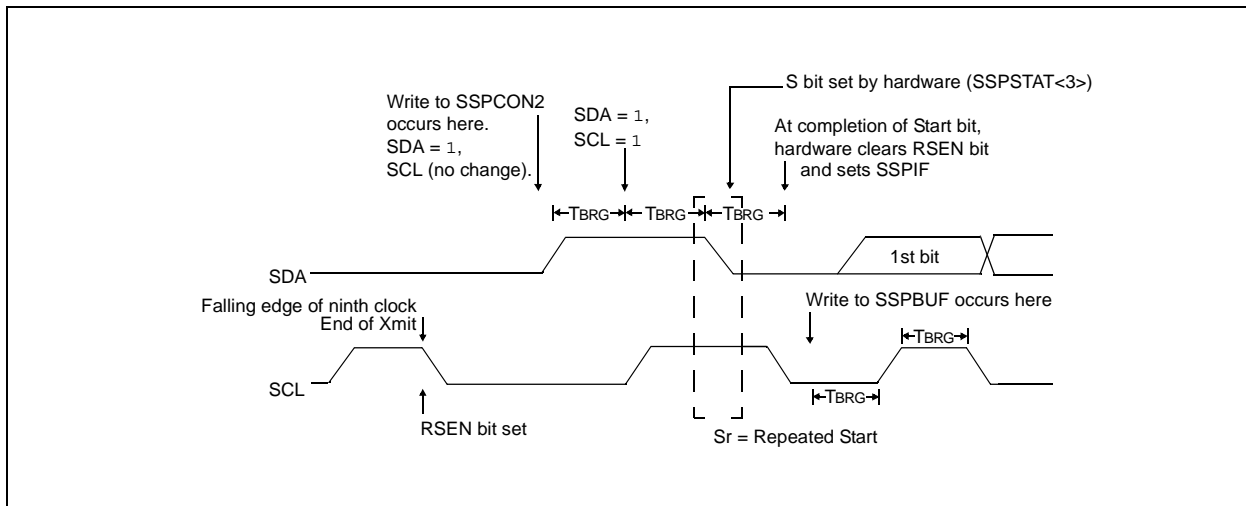 S bit set by hardware (SSPSTAT<3>)
Write to SSPCON2
occurs here.
SDA = 1,
SCL (no change).
SDA = 1,
SCL = 1
At completion of Start bit,
hardware clears RSEN bit
and sets SSPIF
TBRG
TBRG
TBRG
SDA
1st bit
Falling edge of ninth clock
End of Xmit
Write to SSPBUF occurs here
TBRG
SCL
TBRG
RSEN bit set
Sr = Repeated Start